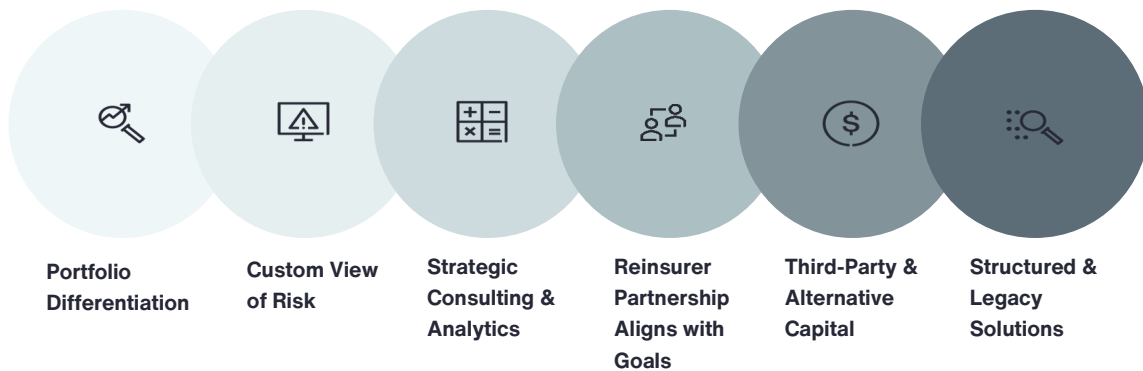 Portfolio
Differentiation
Custom View
of Risk
Strategic
Consulting &
Analytics
Reinsurer
Partnership
Aligns with
Goals
Third-Party &
Alternative
Capital
Structured &
Legacy
Solutions